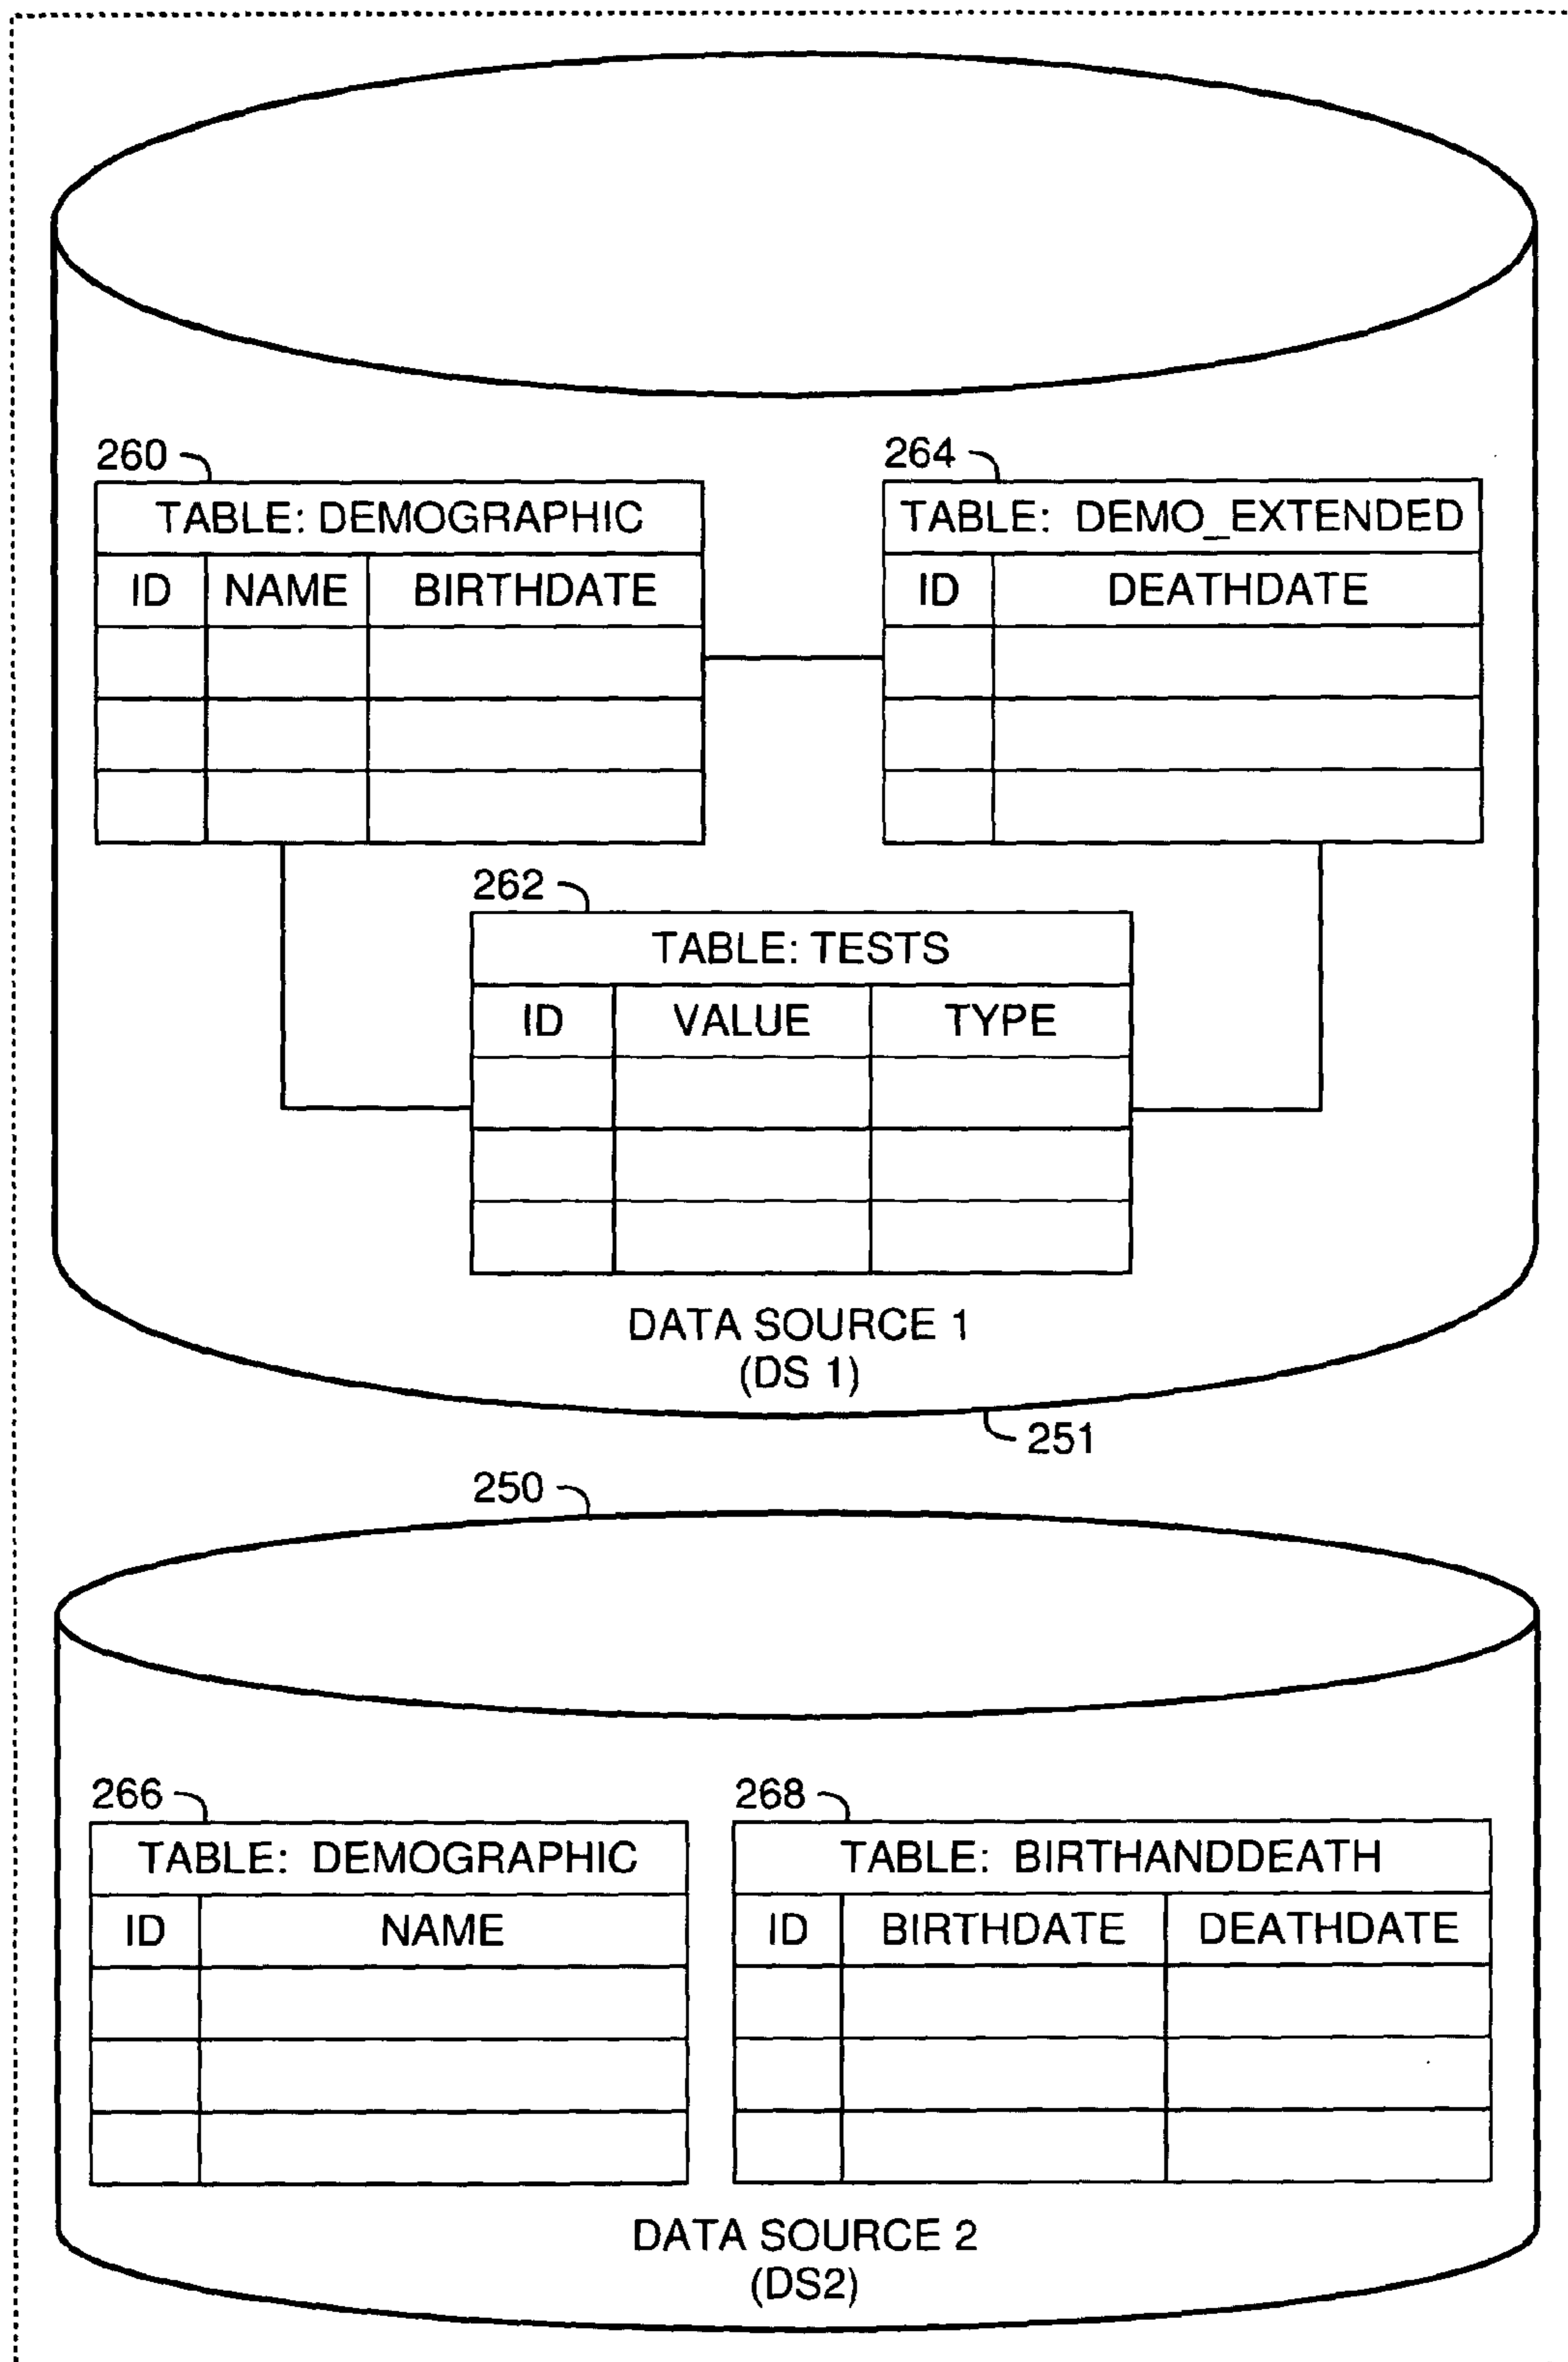 260
264
TABLE: DEMOGRAPHIC
ID NAME BIRTHDATE
TABLE: DEMO_EXTENDED
ID DEATHDATE
262
TABLE: TESTS
ID VALUE TYPE
DATA SOURCE 1
(DS 1)
251
250
266
268
TABLE: DEMOGRAPHIC
ID NAME
TABLE: BIRTHANDDEATH
ID BIRTHDATE DEATHDATE
DATA SOURCE 2
(DS2)